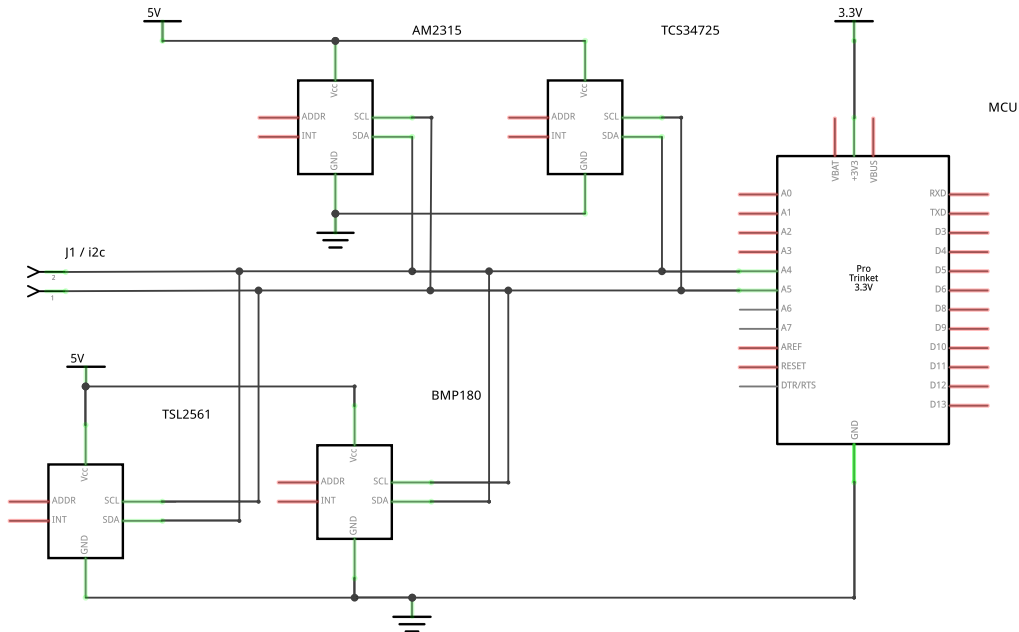 5V
AM2315
TCS34725
3.3V
MCU
Vcc
ADDR
INT
SCL
SDA
GND
Vcc
ADDR
INT
SCL
SDA
GND
VBAT
+3V3
VBUS
A0
A1
A2
A3
A4
A5
A6
A7
AREF
RESET
DTR/RTS
Pro
Trinket
3.3V
RXD
TXD
D3
D4
D5
D6
D8
D9
D10
D11
D12
D13
GND
J1 / i2c
2
1
5V
TSL2561
BMP180
Vcc
ADDR
INT
SCL
SDA
GND
Vcc
ADDR
INT
SCL
SDA
GND